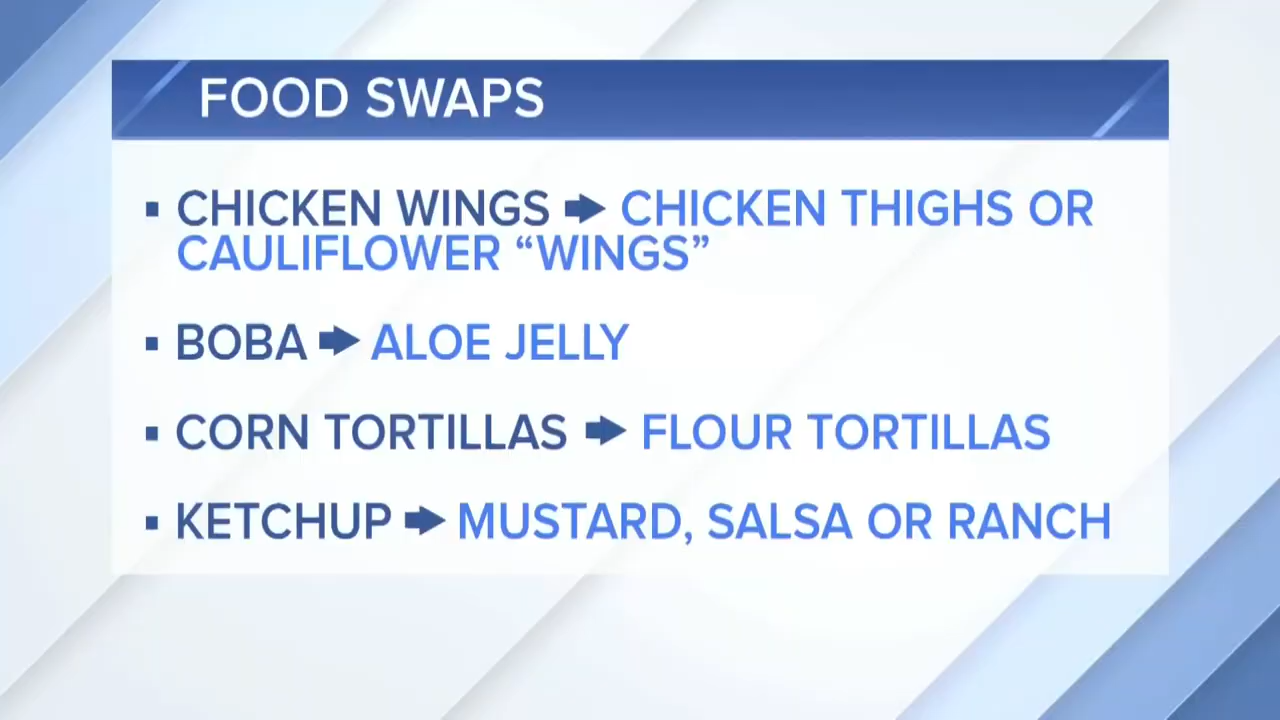 FOOD SWAPS
▪ CHICKEN WINGS ➡ CHICKEN THIGHS OR
CAULIFLOWER “WINGS”
▪ BOBA ➡ ALOE JELLY
▪ CORN TORTILLAS ➡ FLOUR TORTILLAS
▪ KETCHUP ➡ MUSTARD, SALSA OR RANCH